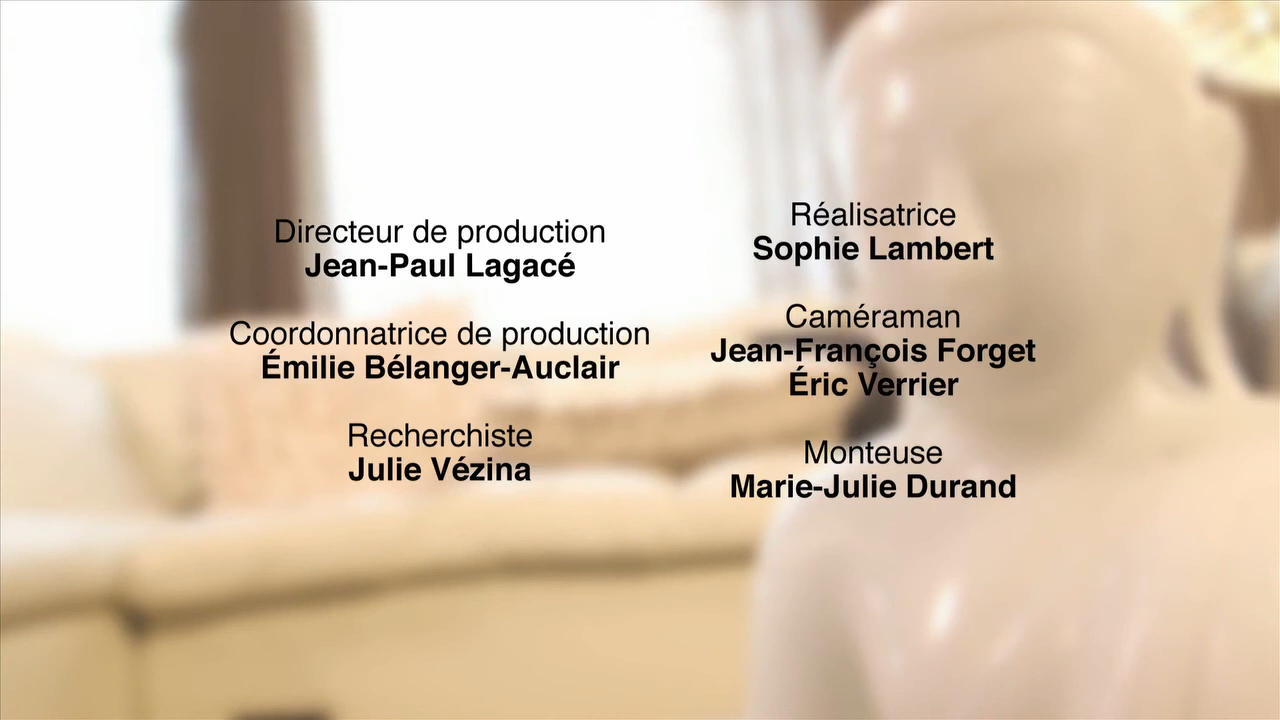 Directeur de production
Jean-Paul Lagacé
Coordonnatrice de production
Émilie Bélanger-Auclair
Recherchiste
Julie Vézina
Réalisatrice
Sophie Lambert
Caméraman
Jean-François Forget
Éric Verrier
Monteuse
Marie-Julie Durand